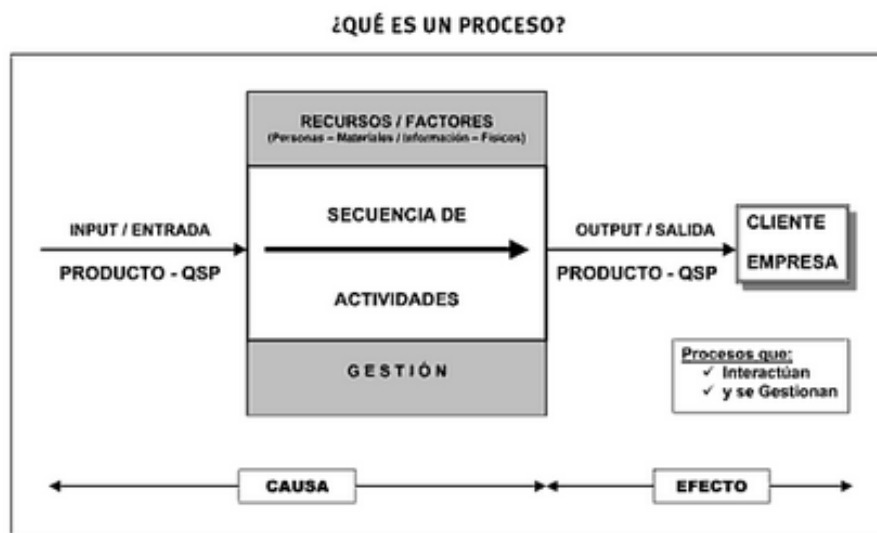 ¿QUÉ ES UN PROCESO?
RECURSOS / FACTORES
(Personas – Materiales / Información – Físicos)
SECUENCIA DE
ACTIVIDADES
GESTIÓN
INPUT / ENTRADA
PRODUCTO - QSP
OUTPUT / SALIDA
PRODUCTO - QSP
CLIENTE
EMPRESA
Procesos que:
✓ Interactúan
✓ y se Gestionan
CAUSA
EFECTO